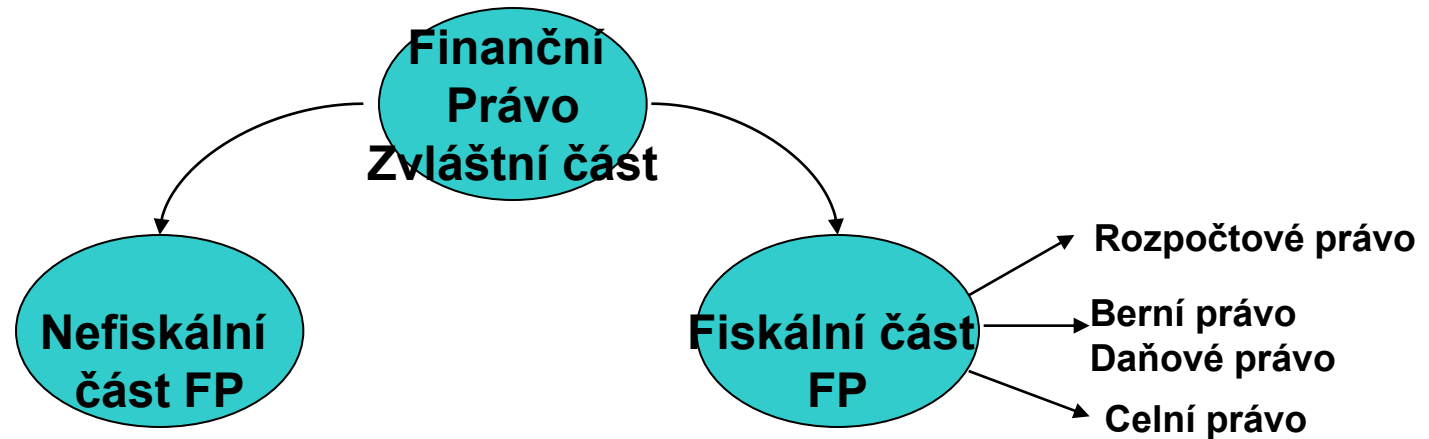 Finanční
Právo
Zvláštní část
Nefiskální
část FP
Fiskální část
FP
Rozpočtové právo
Berní právo
Daňové právo
Celní právo